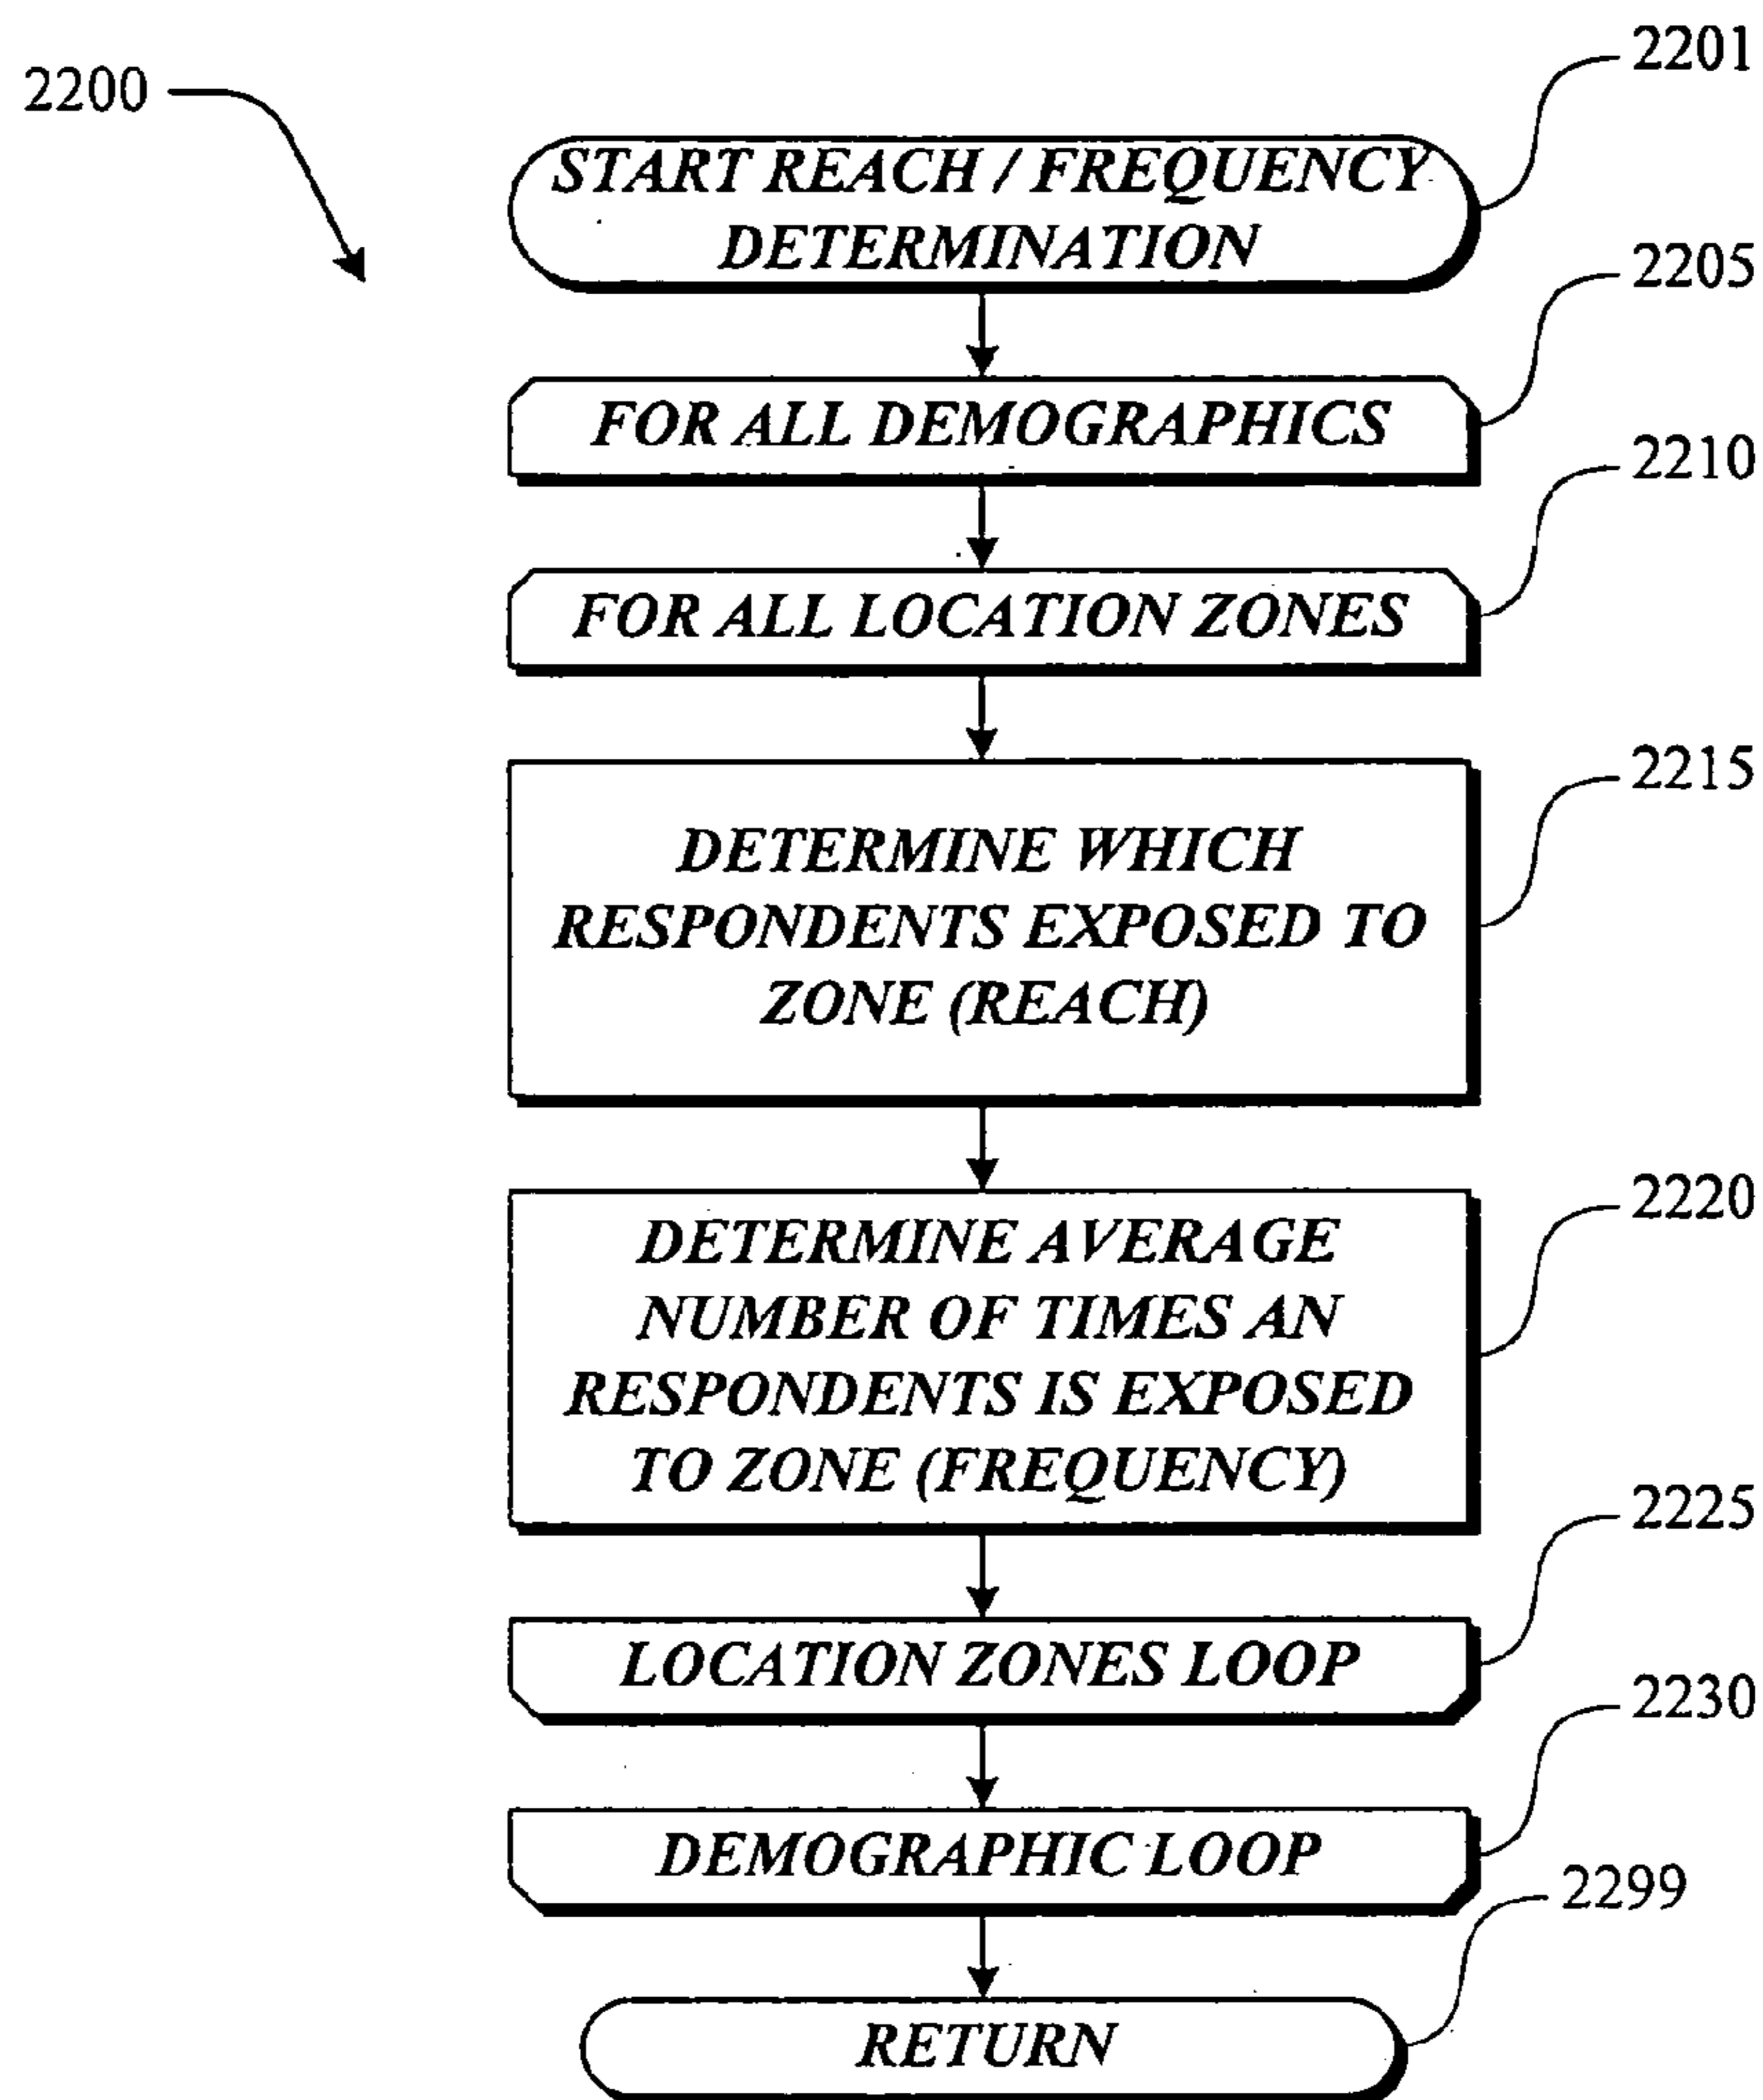 2200
2201
START REACH / FREQUENCY
DETERMINATION
2205
FOR ALL DEMOGRAPHICS
2210
FOR ALL LOCATION ZONES
2215
DETERMINE WHICH
RESPONDENTS EXPOSED TO
ZONE (REACH)
2220
DETERMINE AVERAGE
NUMBER OF TIMES AN
RESPONDENTS IS EXPOSED
TO ZONE (FREQUENCY)
2225
LOCATION ZONES LOOP
2230
DEMOGRAPHIC LOOP
2299
RETURN